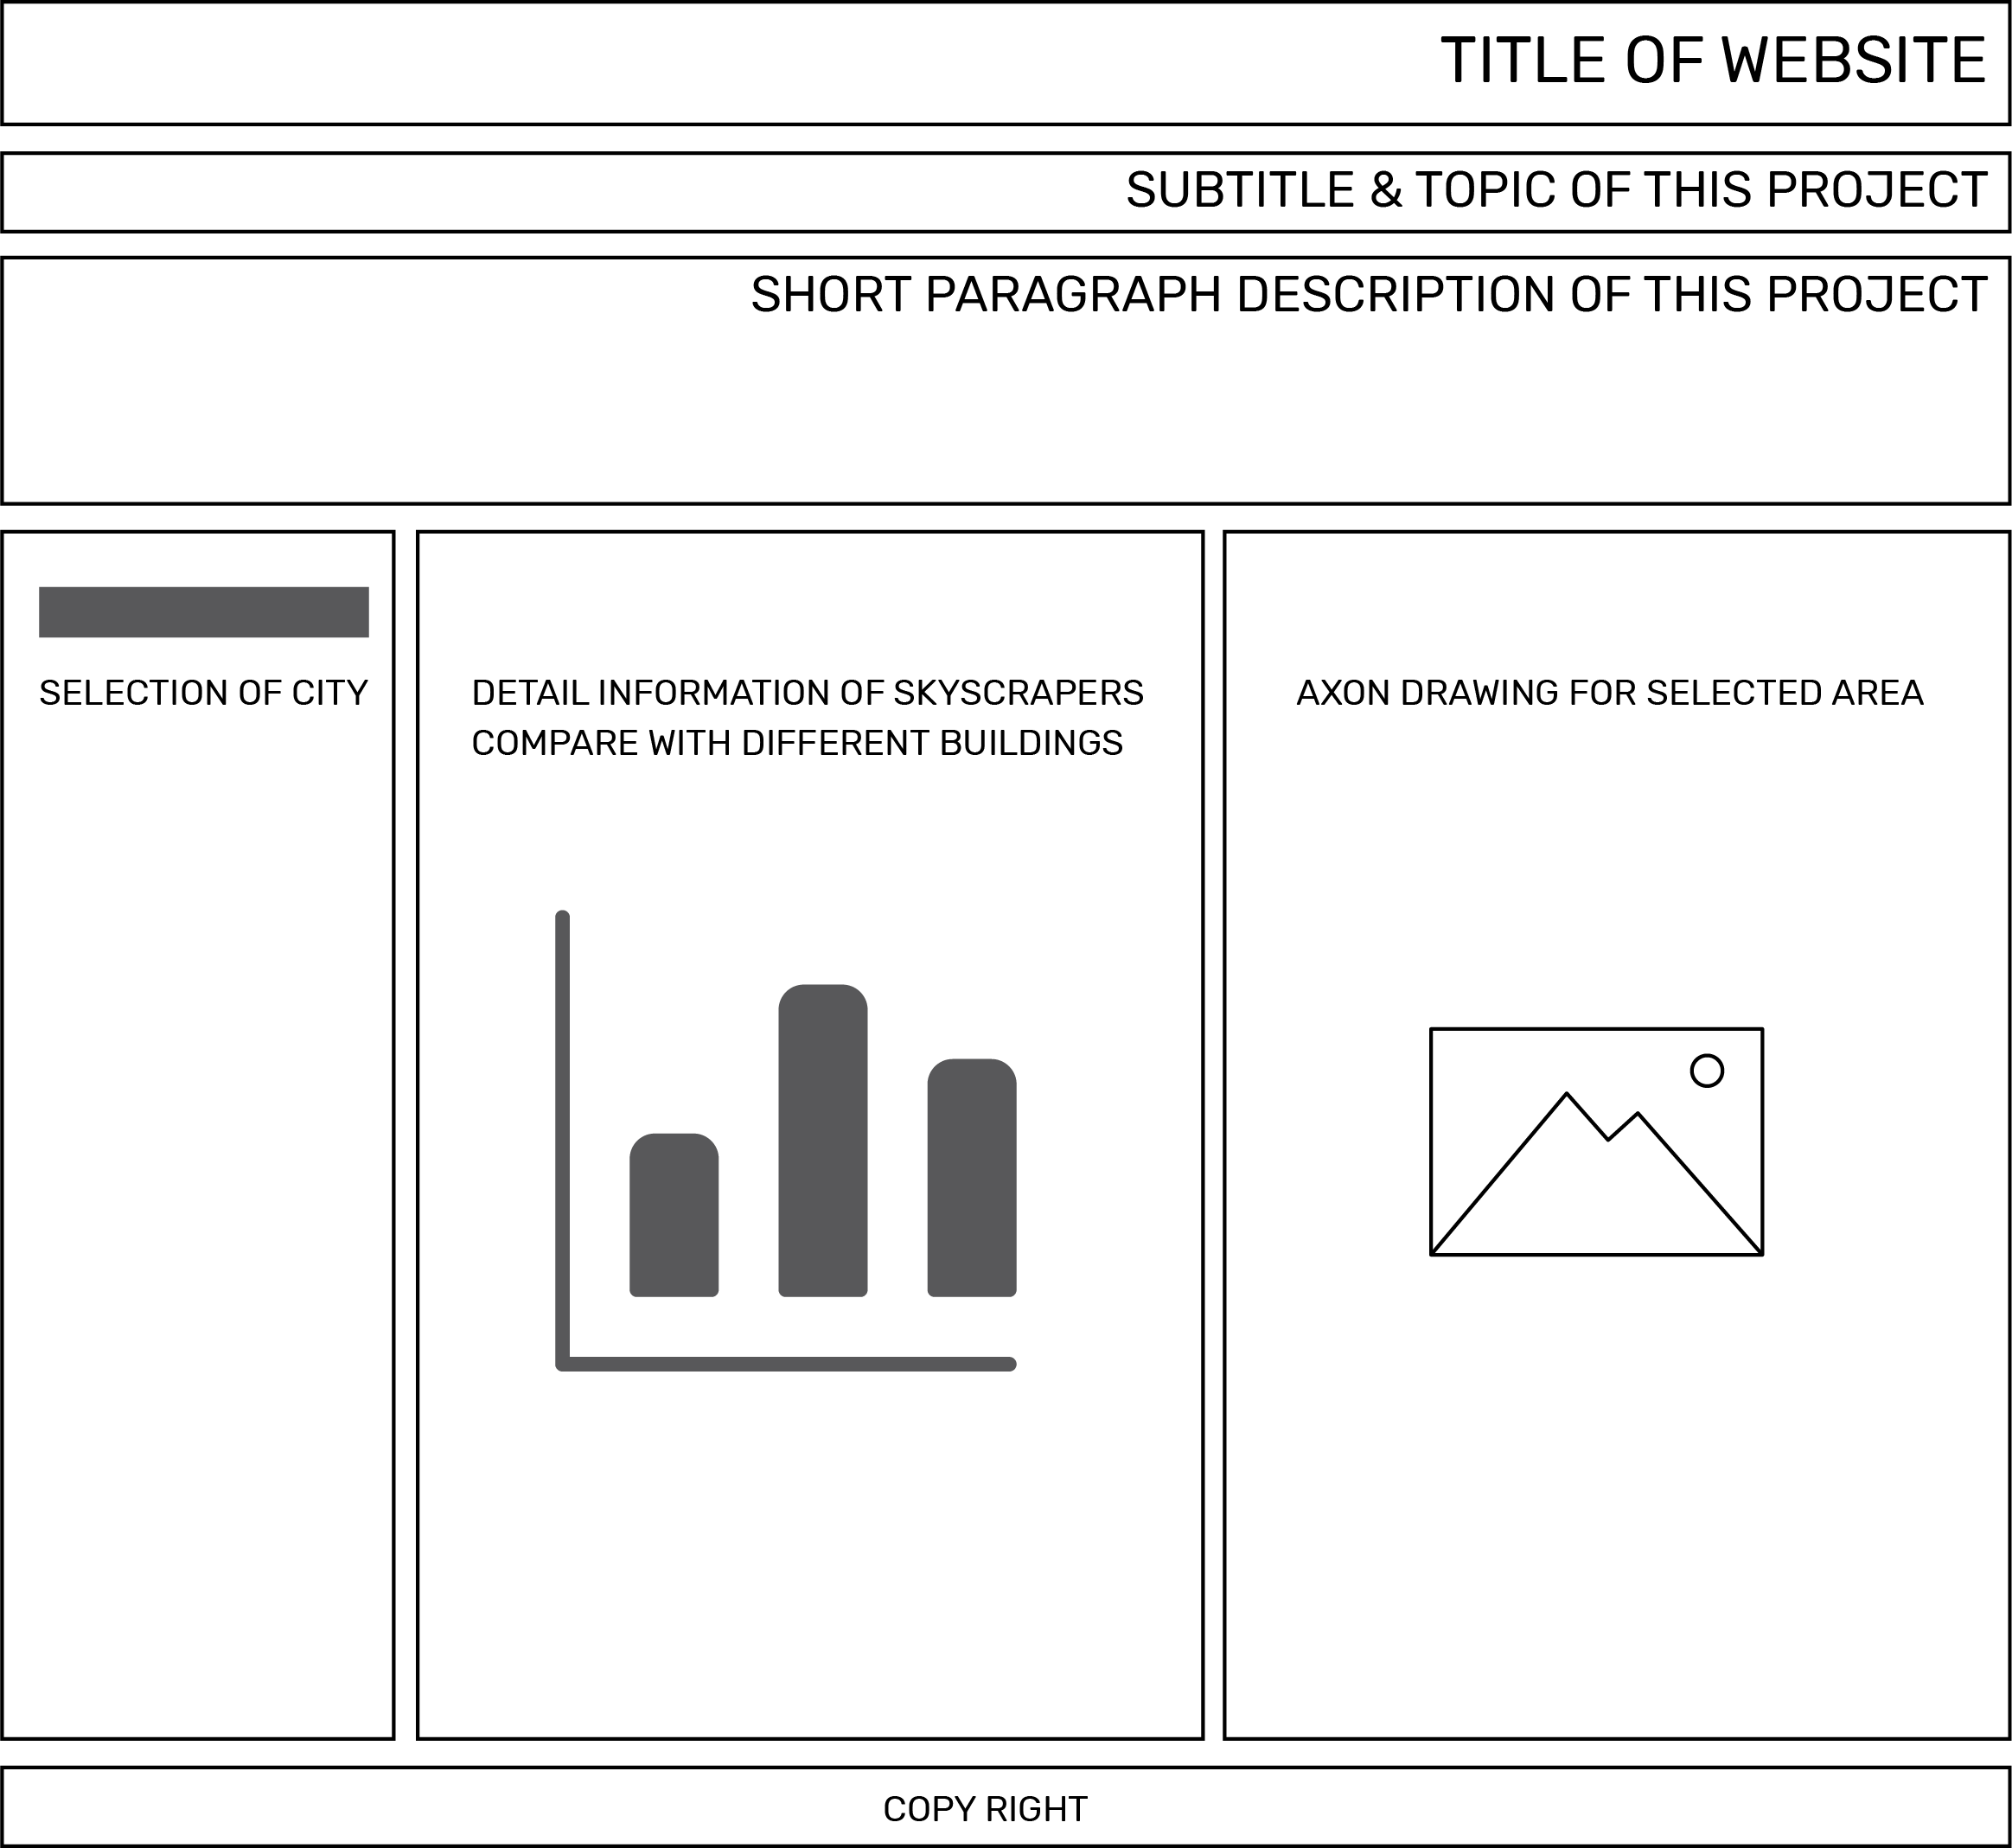 TITLE OF WEBSITE
SUBTITLE & TOPIC OF THIS PROJECT
SHORT PARAGRAPH DESCRIPTION OF THIS PROJECT
SELECTION OF CITY
DETAIL INFORMATION OF SKYSCRAPERS
COMPARE WITH DIFFERENT BUILDINGS
AXON DRAWING FOR SELECTED AREA
COPY RIGHT